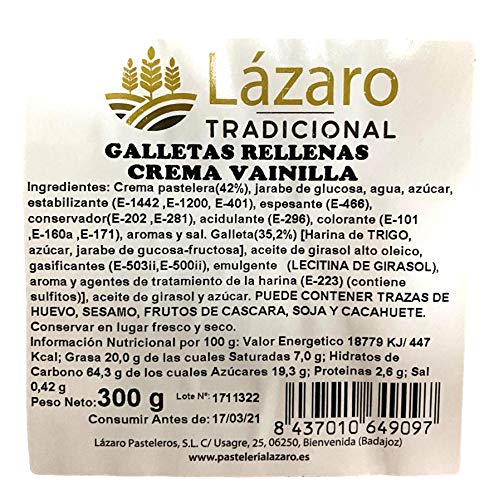 Lázaro
TRADICIONAL
GALLETAS RELLENAS
CREMA VAINILLA
Ingredientes: Crema pastelera(42%), jarabe de glucosa, agua, azúcar,
estabilizante (E-1442 ,E-1200, E-401), espesante (E-466),
conservador(E-202 ,E-281), acidulante (E-296), colorante (E-101
,E-160a ,E-171), aromas y sal. Galleta(35,2%) [Harina de TRIGO,
azúcar, jarabe de glucosa-fructosa], aceite de girasol alto oleico,
gasificantes (E-503ii,E-500ii), emulgente (LECITINA DE GIRASOL),
aroma y agentes de tratamiento de la harina (E-223) (contiene
sulfitos)], aceite de girasol y azúcar. PUEDE CONTENER TRAZAS DE
HUEVO, SESAMO, FRUTOS DE CASCARA, SOJA Y CACAHUETE.
Conservar en lugar fresco y seco.
Información Nutricional por 100 g: Valor Energetico 18779 KJ/ 447
Kcal; Grasa 20,0 g de las cuales Saturadas 7,0 g; Hidratos de
Carbono 64,3 g de los cuales Azúcares 19,3 g; Proteinas 2,6 g; Sal
0,42 g
Peso Neto: 300 g Lote Nº: 1711322
Consumir Antes de: 17/03/21
8 437010 649097
Lázaro Pasteleros, S.L. C/ Usagre, 25, 06250, Bienvenida (Badajoz)
www.pastelerialazaro.es